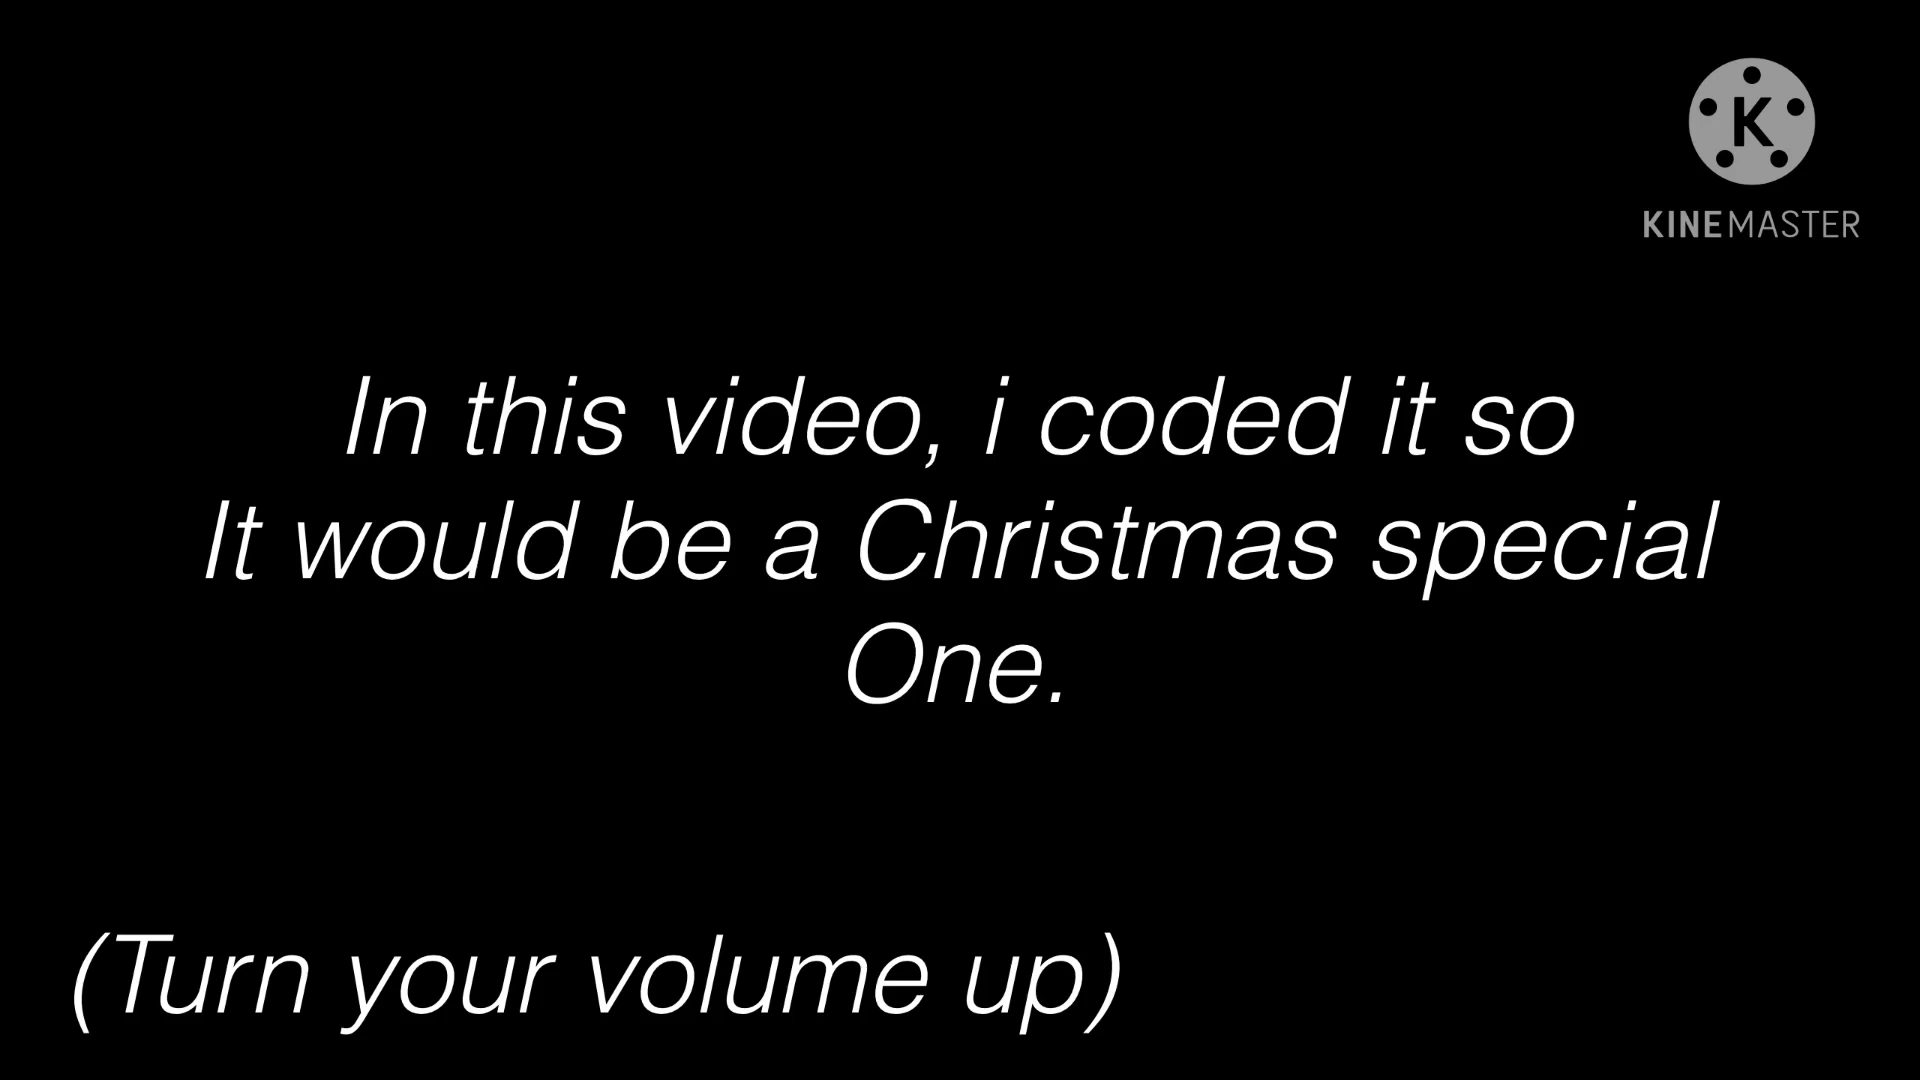 K
KINEMASTER
In this video, i coded it so
It would be a Christmas special
One.
(Turn your volume up)